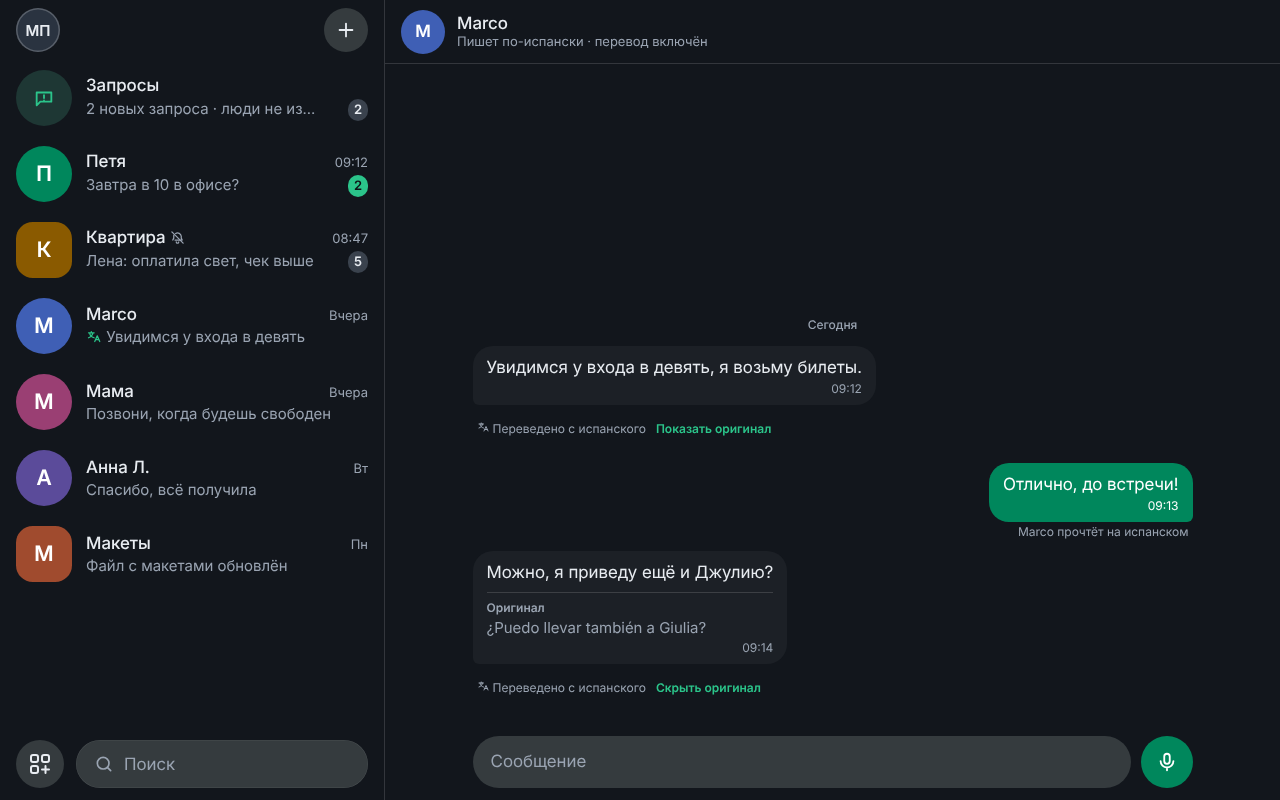 МП
Запросы
2 новых запроса · люди не из...
2
П
Петя
09:12
Завтра в 10 в офисе?
2
К
Квартира
08:47
Лена: оплатила свет, чек выше
5
M
Marco
Вчера
Увидимся у входа в девять
М
Мама
Вчера
Позвони, когда будешь свободен
А
Анна Л.
Вт
Спасибо, всё получила
М
Макеты
Пн
Файл с макетами обновлён
Поиск
M
Marco
Пишет по-испански · перевод включён
Сегодня
Увидимся у входа в девять, я возьму билеты.
09:12
Переведено с испанского Показать оригинал
Отлично, до встречи!
09:13
Marco прочтёт на испанском
Можно, я приведу ещё и Джулию?
Оригинал
¿Puedo llevar también a Giulia?
09:14
Переведено с испанского Скрыть оригинал
Сообщение